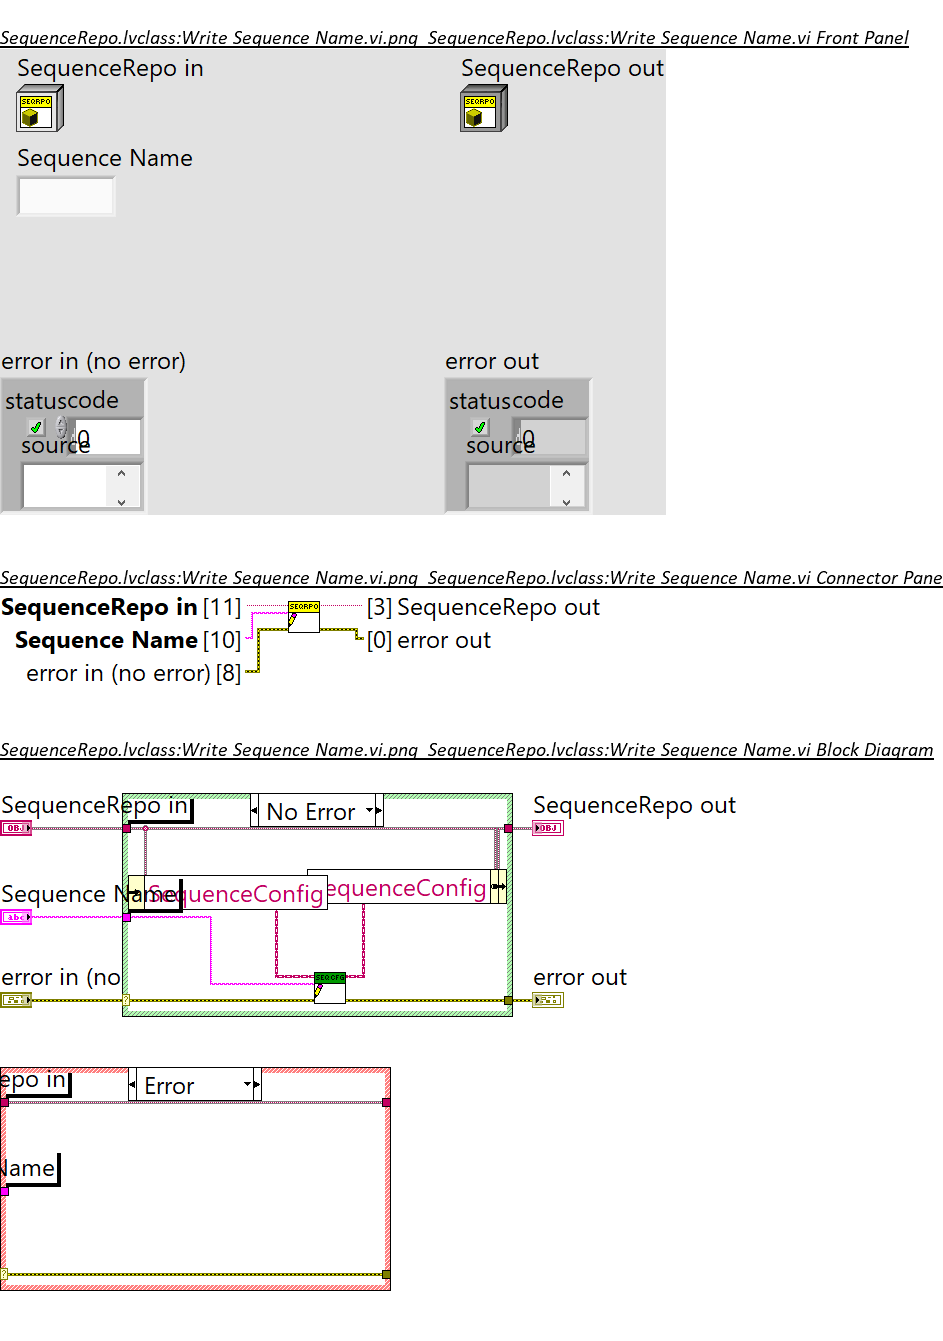 SequenceRepo.lvclass:Write Sequence Name.vi.png SequenceRepo.lvclass:Write Sequence Name.vi Front Panel
SequenceRepo in
SequenceRepo out
SEQRPO
SEQRPO
Sequence Name
error in (no error)
error out
status code
status code
0
0
source
source
SequenceRepo.lvclass:Write Sequence Name.vi.png SequenceRepo.lvclass:Write Sequence Name.vi Connector Pane
SequenceRepo in [11]
SEQRPO
[3] SequenceRepo out
Sequence Name [10]
[0] error out
error in (no error) [8]
SequenceRepo.lvclass:Write Sequence Name.vi.png SequenceRepo.lvclass:Write Sequence Name.vi Block Diagram
SequenceRepo in
No Error
SequenceRepo out
OBJ
OBJ
Sequence Name
SequenceConfig
equenceConfig
abc
error in (no
SEQCFG
error out
?
epo in
Error
Name
?